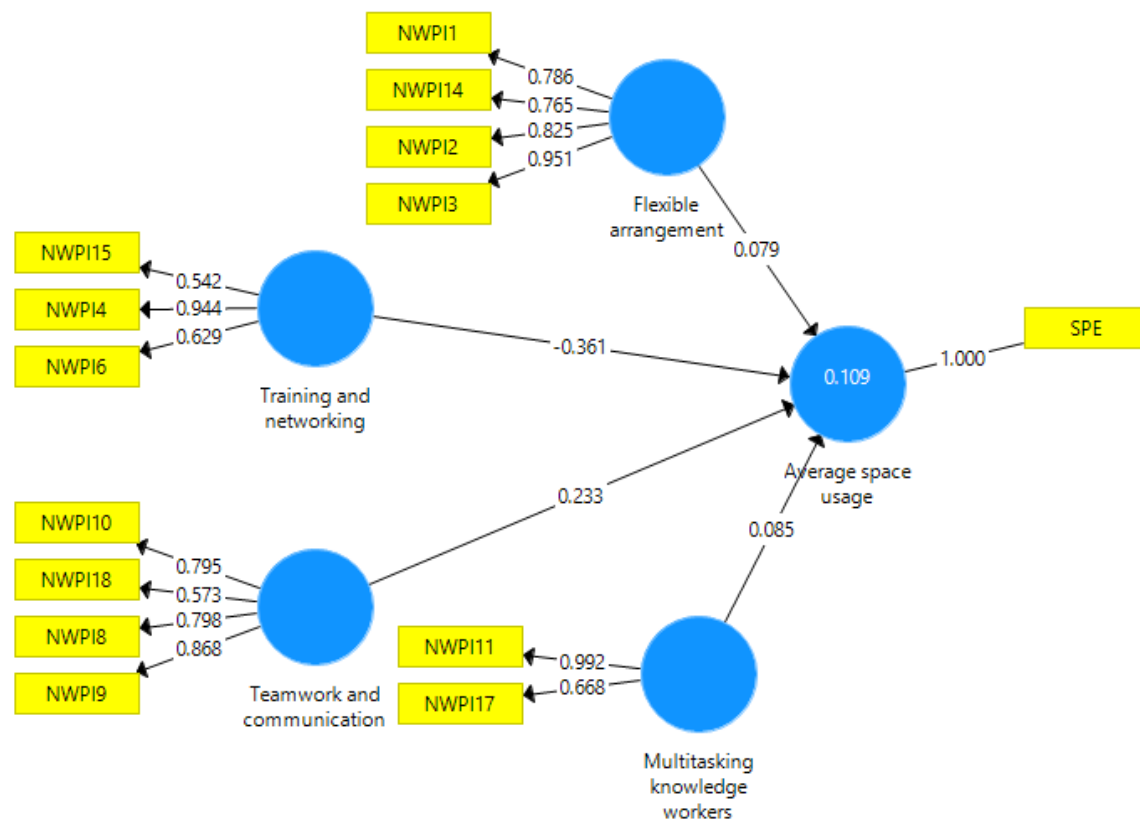 NWPI1
NWPI14
NWPI2
NWPI3
0.786
0.765
0.825
0.951
Flexible
arrangement
0.079
NWPI15
NWPI4
NWPI6
0.542
0.944
0.629
Training and
networking
-0.361
0.109
Average space
usage
1.000
SPE
NWPI10
NWPI18
NWPI8
NWPI9
0.795
0.573
0.798
0.868
Teamwork and
communication
0.233
0.085
NWPI11
NWPI17
0.992
0.668
Multitasking
knowledge
workers